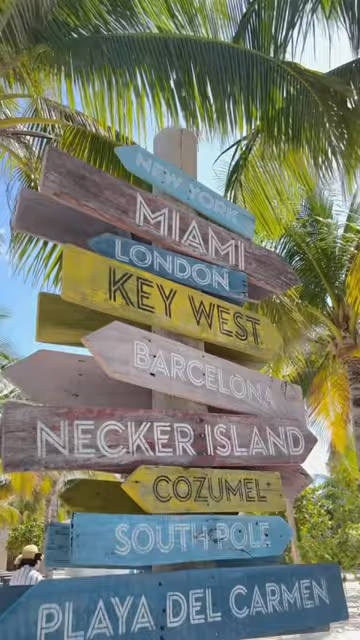 NEW YORK
MIAMI
LONDON
KEY WEST
BARCELONA
NECKER ISLAND
COZUMEL
SOUTH POLE
PLAYA DEL CARMEN